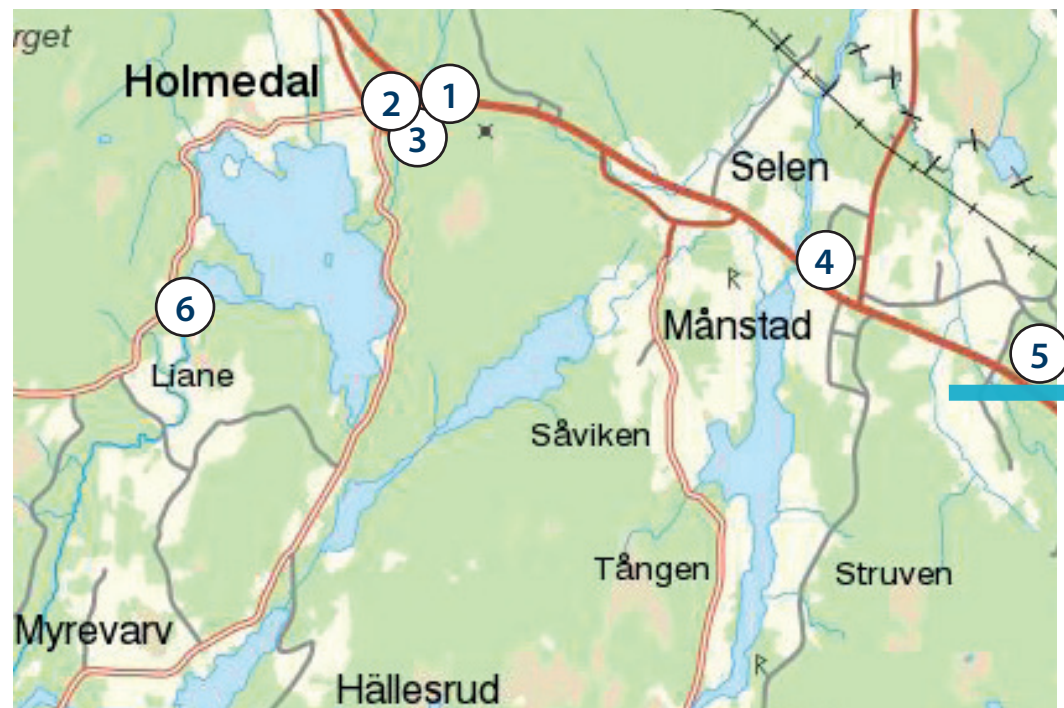 rget
Holmedal
1
2
3
Selen
4
Månstad
6
5
Liane
Såviken
Tången
Struven
Myrevarv
Hällesrud
R
R